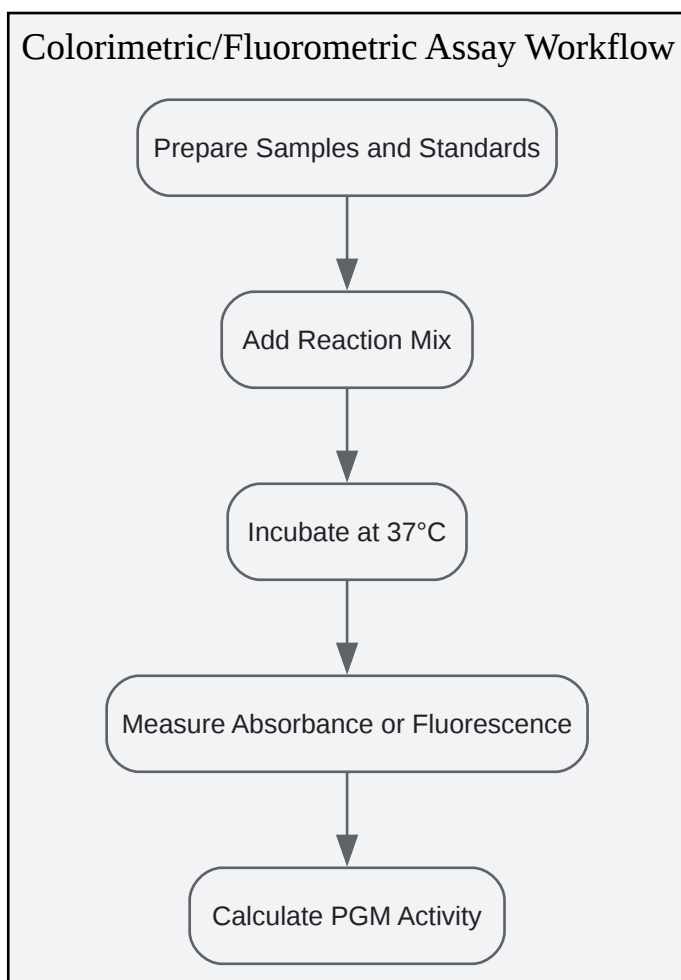 Colorimetric/Fluorometric Assay Workflow
Prepare Samples and Standards
Add Reaction Mix
Incubate at 37°C
Measure Absorbance or Fluorescence
Calculate PGM Activity